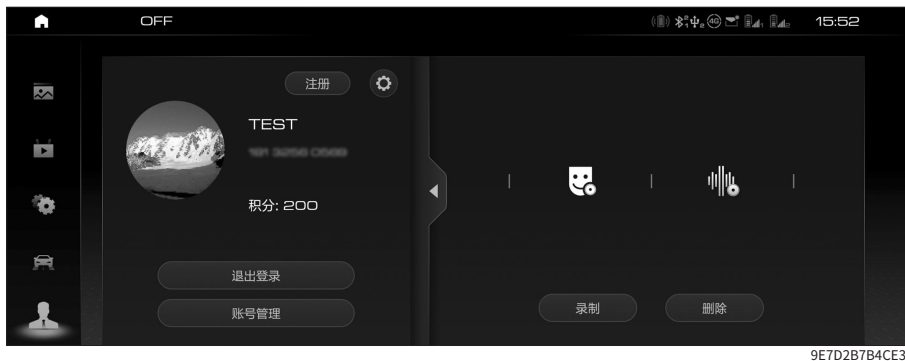 OFF
4G
15:52
注册
TEST
积分: 200
退出登录
账号管理
录制
删除
9E7D2B7B4CE3